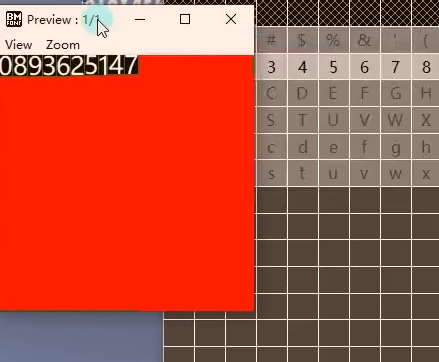 BM
FONT
Preview : 1/1
View Zoom
0893625147
# $ % & ' (
3 4 5 6 7 8
C D E F G H
S T U V W X
c d e f g h
s t u v w x